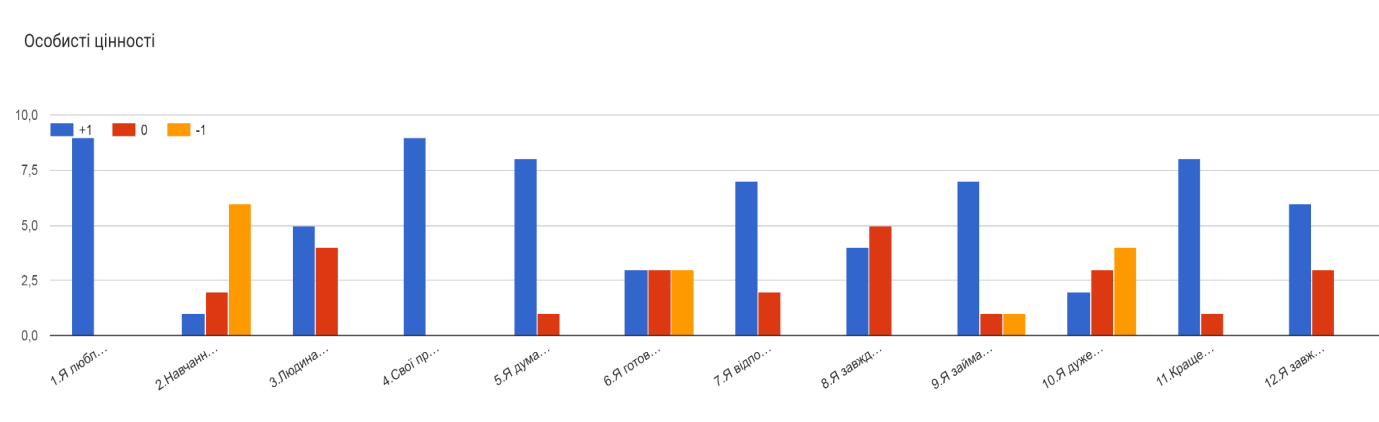 Особисті цінності
10,0
+1 0 -1
7,5
5,0
2,5
0,0
1.Я любл…
2.Навчанн…
3.Людина…
4.Свої пр…
5.Я дума…
6.Я готов…
7.Я відпо…
8.Я завжд…
9.Я займа…
10.Я дуже…
11.Краще…
12.Я завж…